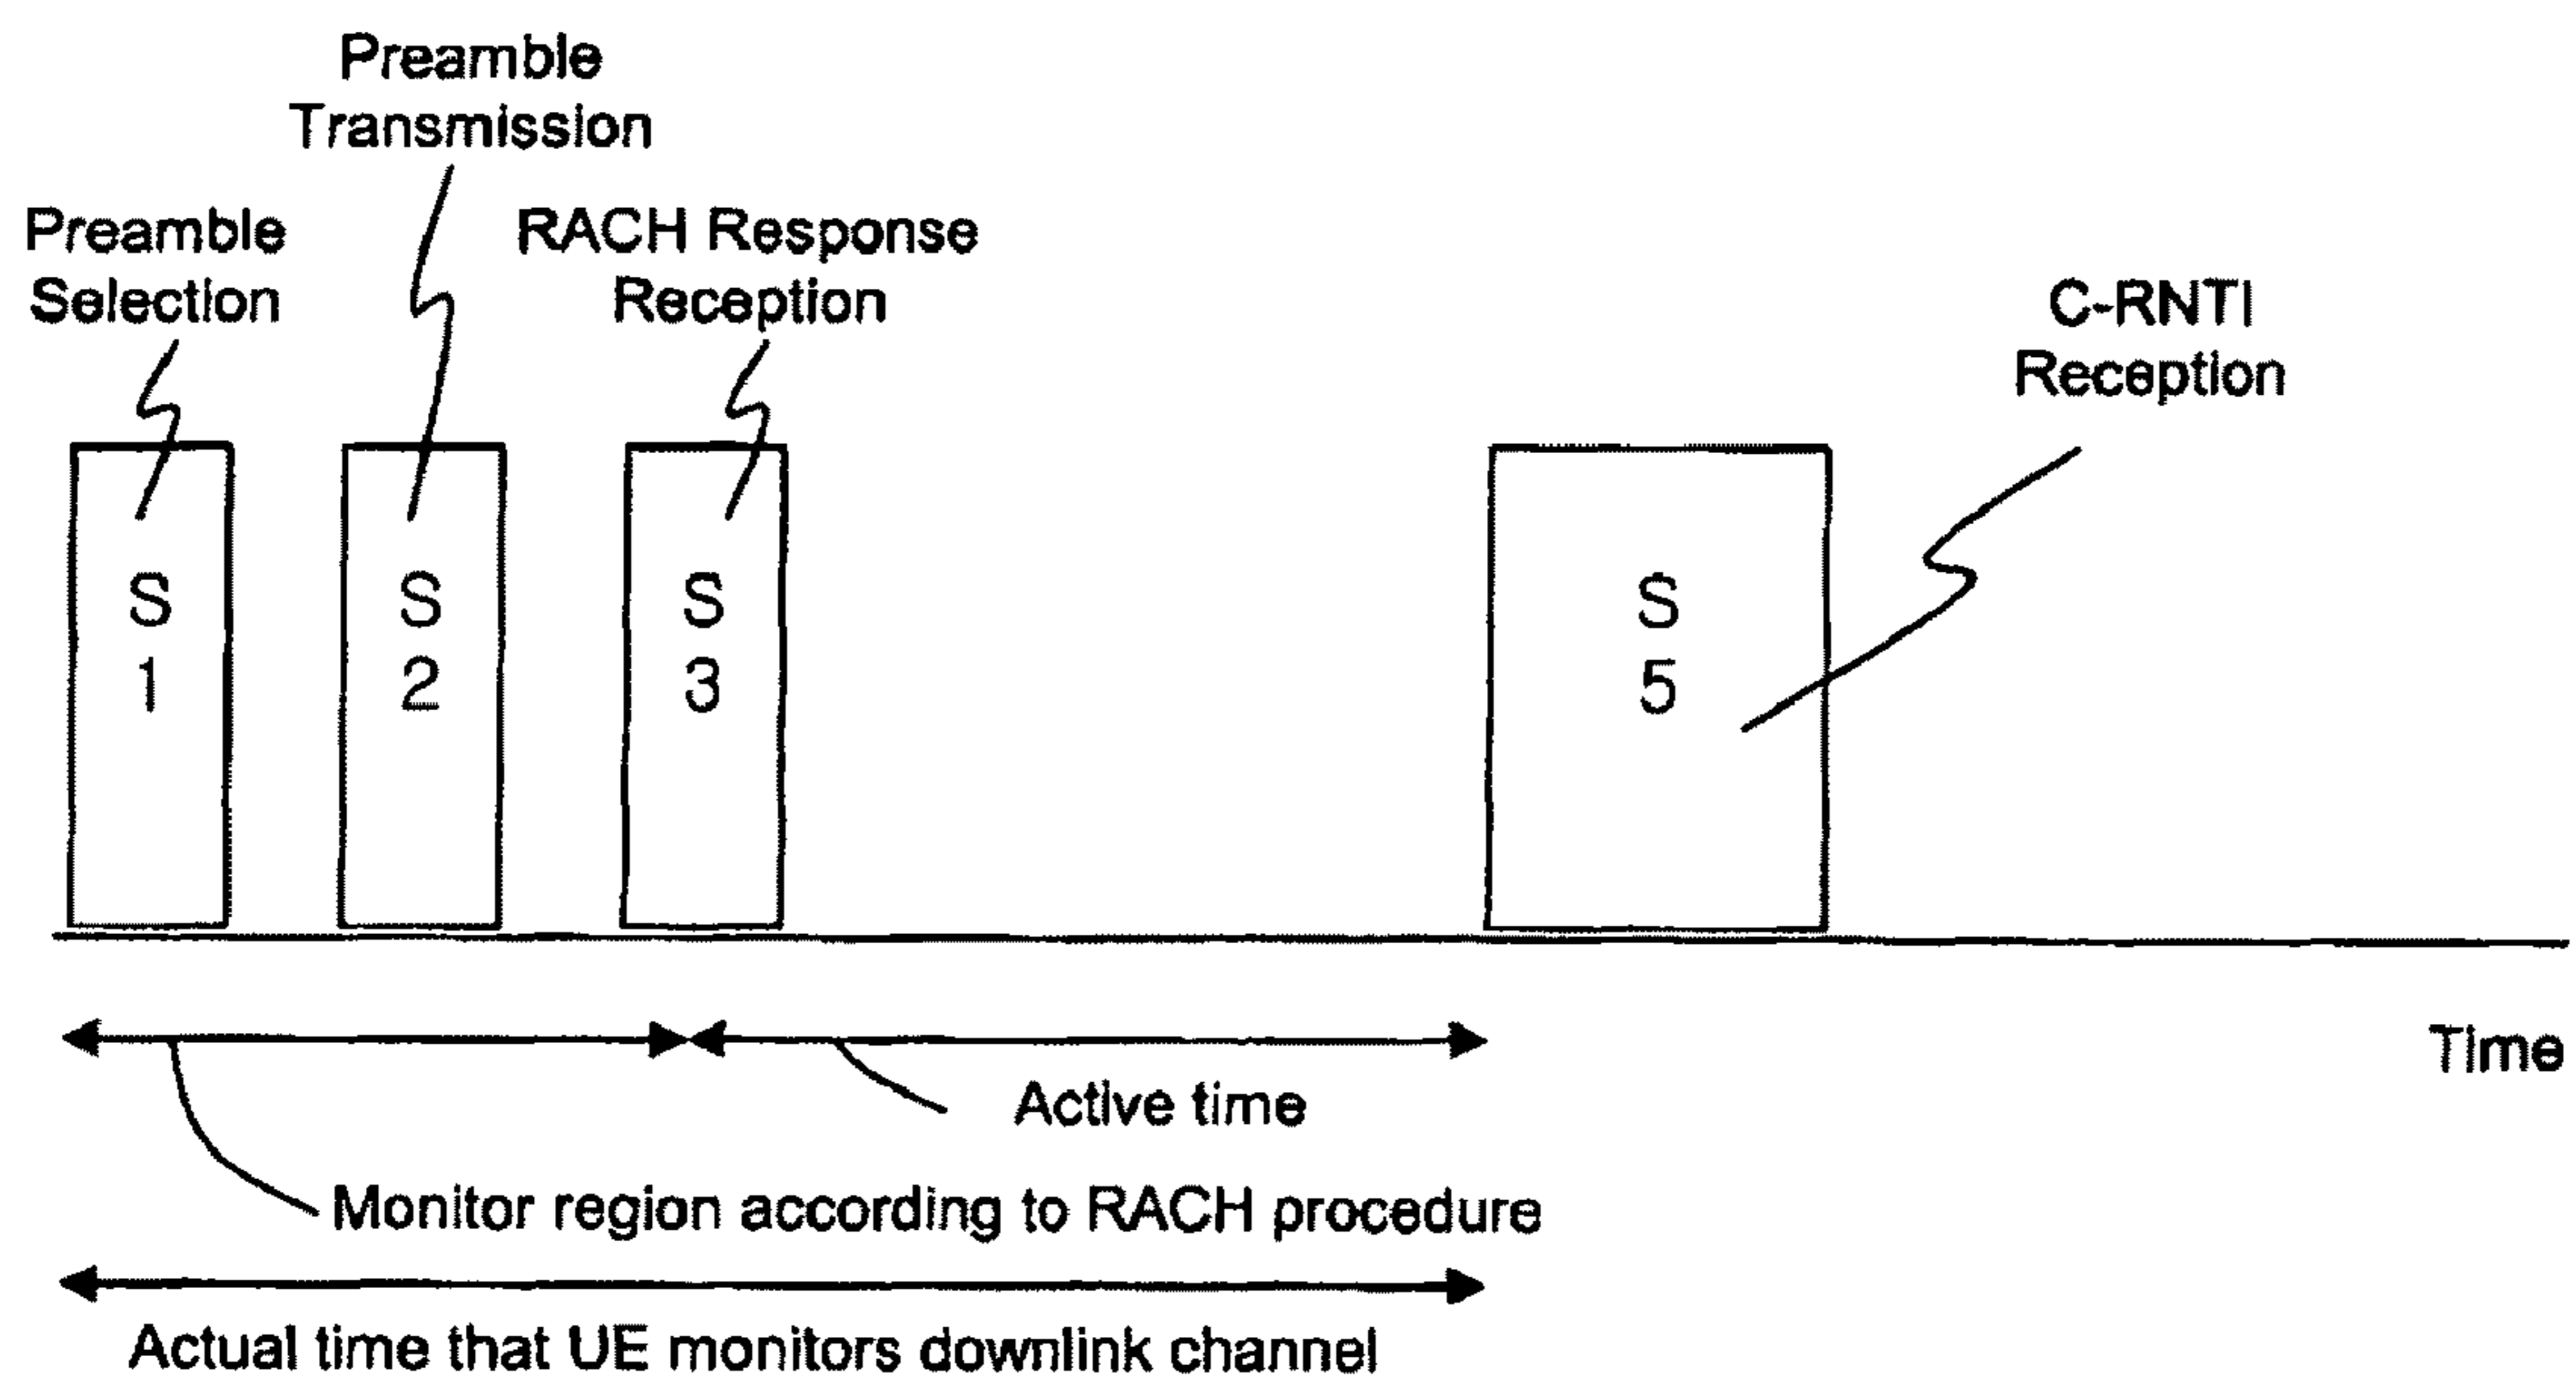 Preamble
Transmission
Preamble
Selection
RACH Response
Reception
C-RNTI
Reception
S
1
S
2
S
3
S
5
Time
Active time
Monitor region according to RACH procedure
Actual time that UE monitors downlink channel